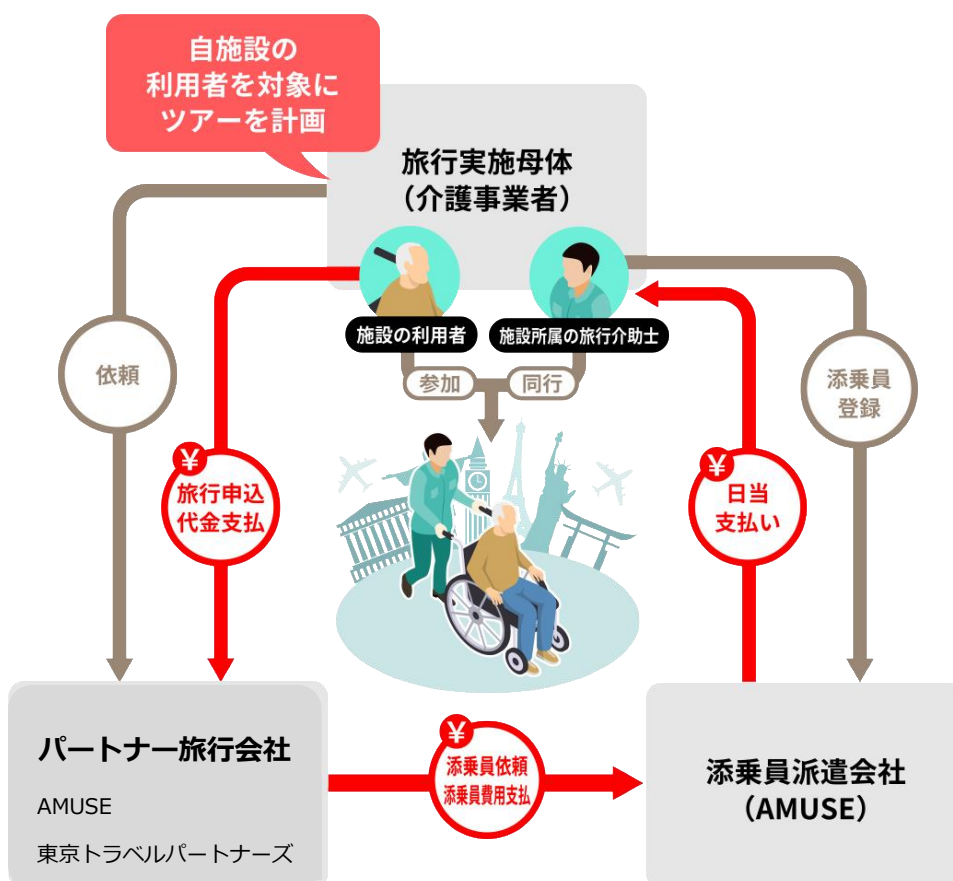 自施設の
利用者を対象に
ツアーを計画
旅行実施母体
（介護事業者）
施設の利用者
施設所属の旅行介助士
参加
同行
依頼
添乗員
登録
¥
旅行申込
代金支払
¥
日当
支払い
パートナー旅行会社
AMUSE
東京トラベルパートナーズ
¥
添乗員依頼
添乗員費用支払
添乗員派遣会社
（AMUSE）